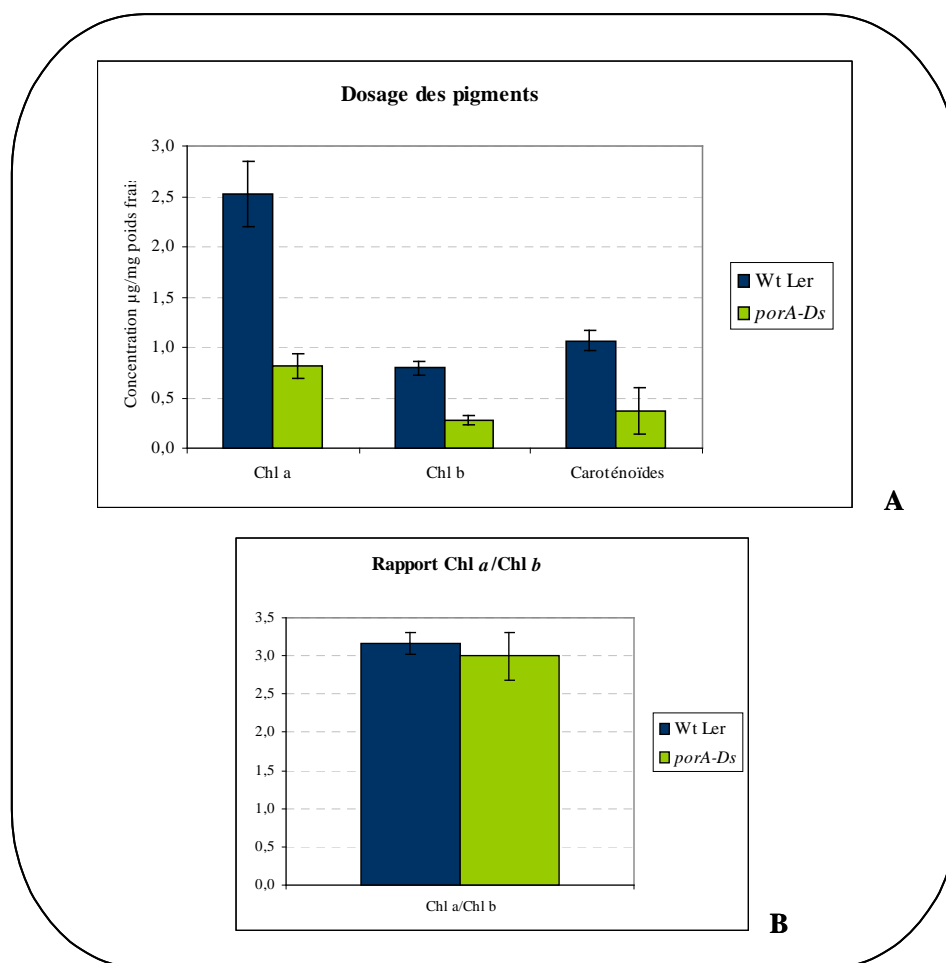 Dosage des pigments
Concentration µg/mg poids frais
3,0
2,5
2,0
1,5
1,0
0,5
0,0
Chl a
Chl b
Caroténoïdes
Wt Ler
porA-Ds
A
Rapport Chl a/Chl b
3,5
3,0
2,5
2,0
1,5
1,0
0,5
0,0
Chl a/Chl b
Wt Ler
porA-Ds
B